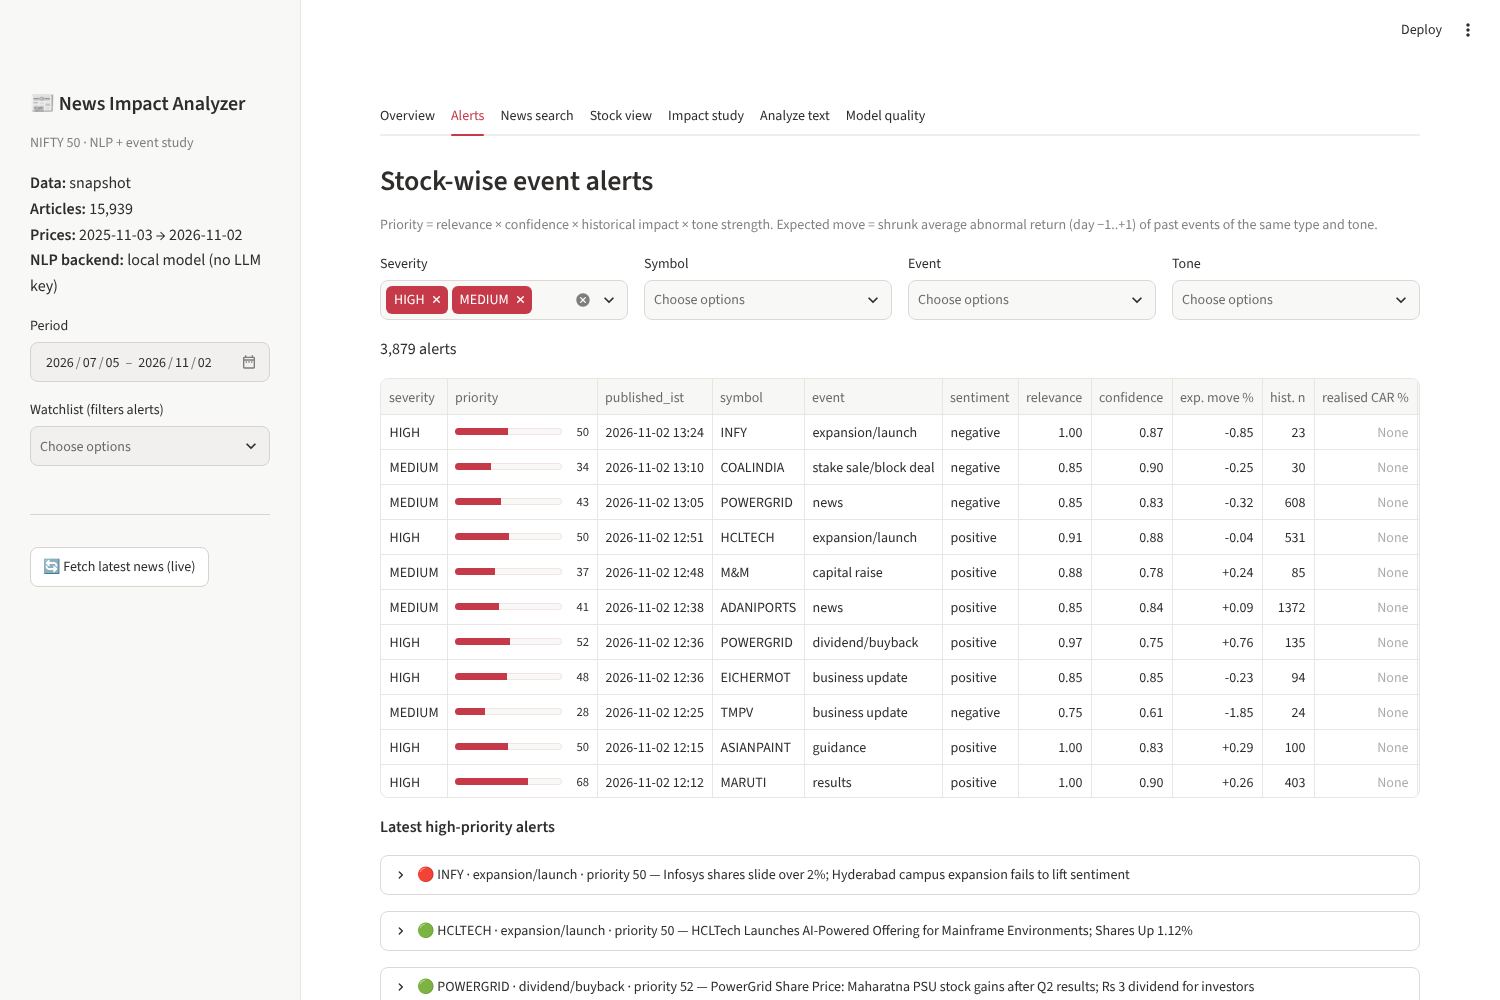 Deploy
📰 News Impact Analyzer
NIFTY 50 · NLP + event study
Data: snapshot
Articles: 15,939
Prices: 2025-11-03 → 2026-11-02
NLP backend: local model (no LLM
key)
Period
2026/07/05 – 2026/11/02
Watchlist (filters alerts)
Choose options
🔄 Fetch latest news (live)
Overview Alerts News search Stock view Impact study Analyze text Model quality
Stock-wise event alerts
Priority = relevance × confidence × historical impact × tone strength. Expected move = shrunk average abnormal return (day −1..+1) of past events of the same type and tone.
Severity Symbol Event Tone
HIGH MEDIUM Choose options Choose options Choose options
3,879 alerts
severity priority published_ist symbol event sentiment relevance confidence exp. move % hist. n realised CAR %
HIGH 50 2026-11-02 13:24 INFY expansion/launch negative 1.00 0.87 -0.85 23 None
MEDIUM 34 2026-11-02 13:10 COALINDIA stake sale/block deal negative 0.85 0.90 -0.25 30 None
MEDIUM 43 2026-11-02 13:05 POWERGRID news negative 0.85 0.83 -0.32 608 None
HIGH 50 2026-11-02 12:51 HCLTECH expansion/launch positive 0.91 0.88 -0.04 531 None
MEDIUM 37 2026-11-02 12:48 M&M capital raise positive 0.88 0.78 +0.24 85 None
MEDIUM 41 2026-11-02 12:38 ADANIPORTS news positive 0.85 0.84 +0.09 1372 None
HIGH 52 2026-11-02 12:36 POWERGRID dividend/buyback positive 0.97 0.75 +0.76 135 None
HIGH 48 2026-11-02 12:36 EICHERMOT business update positive 0.85 0.85 -0.23 94 None
MEDIUM 28 2026-11-02 12:25 TMPV business update negative 0.75 0.61 -1.85 24 None
HIGH 50 2026-11-02 12:15 ASIANPAINT guidance positive 1.00 0.83 +0.29 100 None
HIGH 68 2026-11-02 12:12 MARUTI results positive 1.00 0.90 +0.26 403 None
Latest high-priority alerts
🔴 INFY · expansion/launch · priority 50 — Infosys shares slide over 2%; Hyderabad campus expansion fails to lift sentiment
🟢 HCLTECH · expansion/launch · priority 50 — HCLTech Launches AI-Powered Offering for Mainframe Environments; Shares Up 1.12%
🟢 POWERGRID · dividend/buyback · priority 52 — PowerGrid Share Price: Maharatna PSU stock gains after Q2 results; Rs 3 dividend for investors